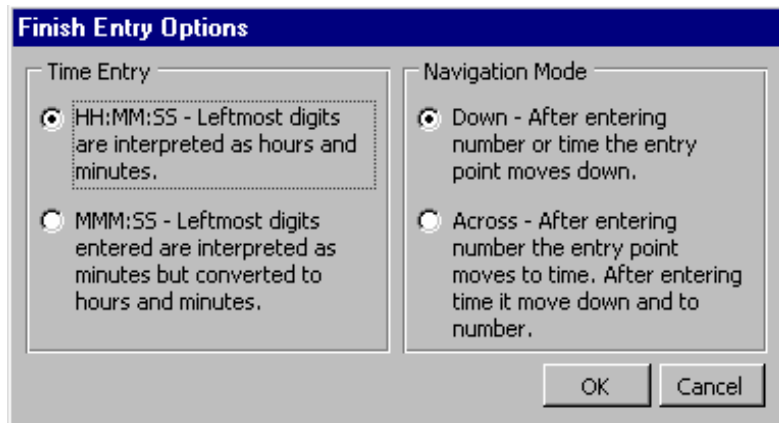 Finish Entry Options
Time Entry
HH:MM:SS - Leftmost digits
are interpreted as hours and
minutes.
MMM:SS - Leftmost digits
entered are interpreted as
minutes but converted to
hours and minutes.
Navigation Mode
Down - After entering
number or time the entry
point moves down.
Across - After entering
number the entry point
moves to time. After entering
time it move down and to
number.
OK
Cancel